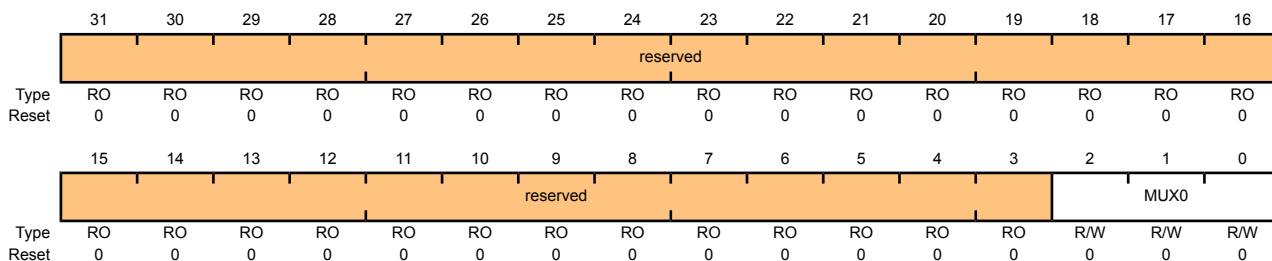 31 30 29 28 27 26 25 24 23 22 21 20 19 18 17 16
reserved
Type RO RO RO RO RO RO RO RO RO RO RO RO RO RO RO RO
Reset 0 0 0 0 0 0 0 0 0 0 0 0 0 0 0 0
15 14 13 12 11 10 9 8 7 6 5 4 3 2 1 0
reserved MUX0
Type RO RO RO RO RO RO RO RO RO RO RO RO RO R/W R/W R/W
Reset 0 0 0 0 0 0 0 0 0 0 0 0 0 0 0 0